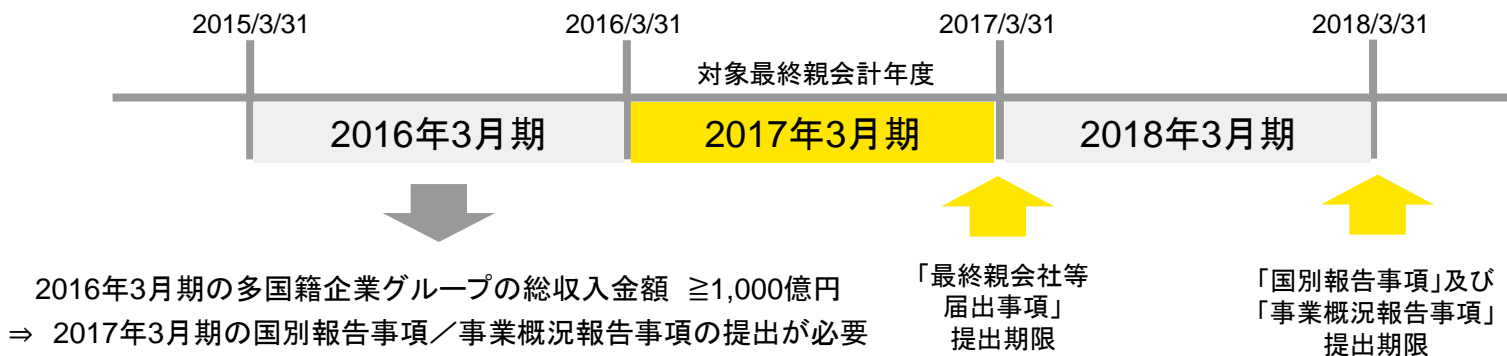 2015/3/31
2016/3/31
2017/3/31
2018/3/31
対象最終親会計年度
2016年3月期
2017年3月期
2018年3月期
2016年3月期の多国籍企業グループの総収入金額 ≧1,000億円
⇒ 2017年3月期の国別報告事項／事業概況報告事項の提出が必要
「最終親会社等
届出事項」
提出期限
「国別報告事項」及び
「事業概況報告事項」
提出期限